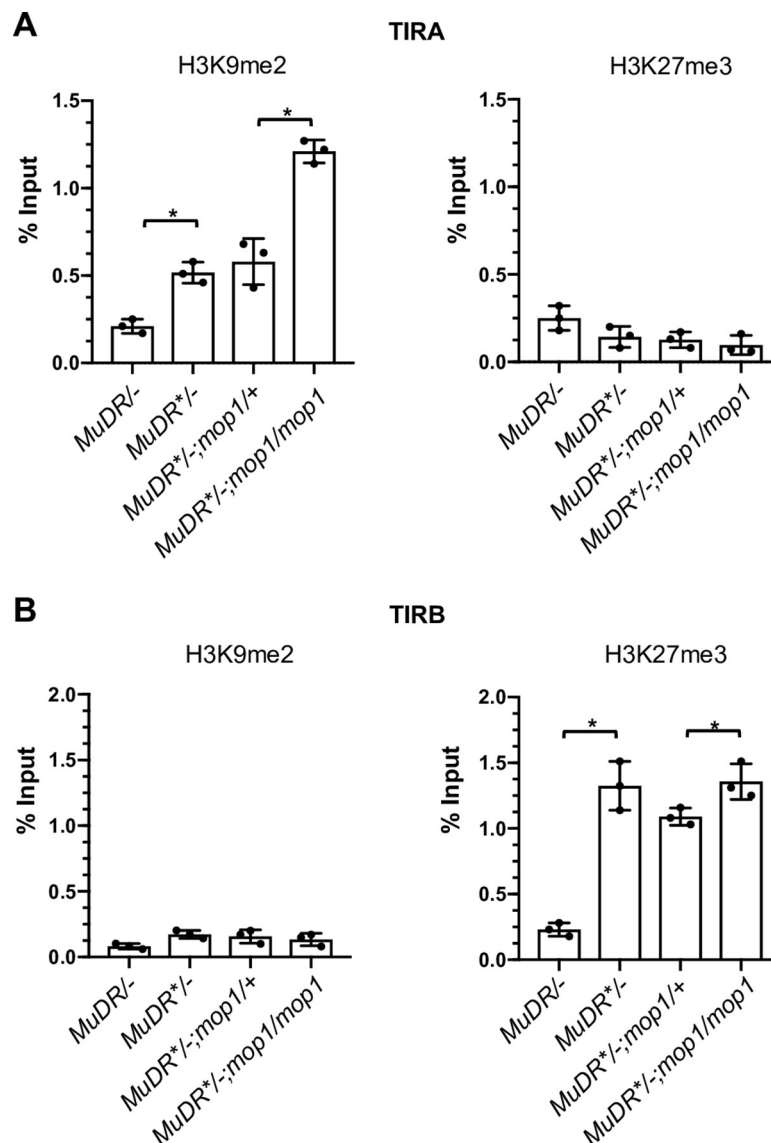 A
TIRA
H3K9me2
H3K27me3
% Input
1.5
1.0
0.5
0.0
*
*
MuDR/-
MuDR*/-
MuDR*/-;mop1/+
MuDR*/-;mop1/mop1
% Input
1.5
1.0
0.5
0.0
MuDR/-
MuDR*/-
MuDR*/-;mop1/+
MuDR*/-;mop1/mop1
B
TIRB
H3K9me2
H3K27me3
% Input
2.0
1.5
1.0
0.5
0.0
MuDR/-
MuDR*/-
MuDR*/-;mop1/+
MuDR*/-;mop1/mop1
% Input
2.0
1.5
1.0
0.5
0.0
*
*
MuDR/-
MuDR*/-
MuDR*/-;mop1/+
MuDR*/-;mop1/mop1